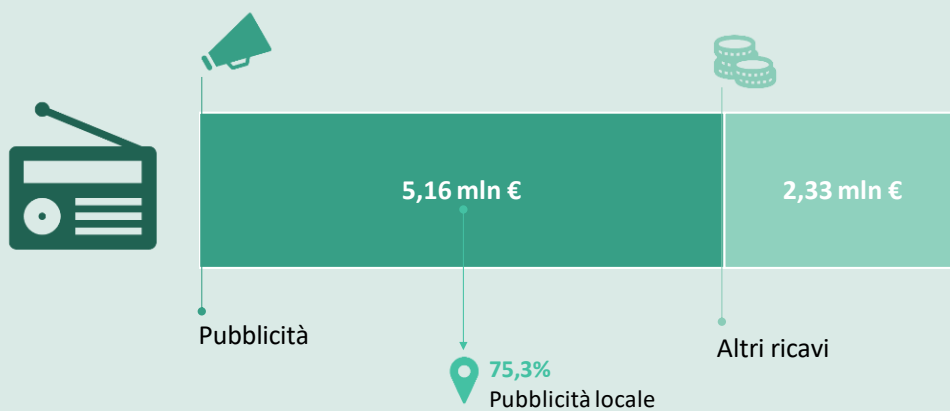 5,16 mln €
2,33 mln €
Pubblicità
Altri ricavi
75,3%
Pubblicità locale